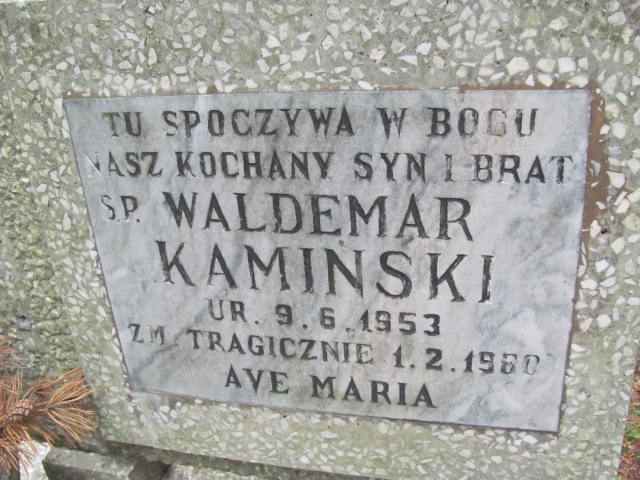 TU SPOCZYWA W BOGU
NASZ KOCHANY SYN I BRAT
Ś.P. WALDEMAR
KAMIŃSKI
UR. 9.6.1953
ZM. TRAGICZNIE 1.2.1980
AVE MARIA